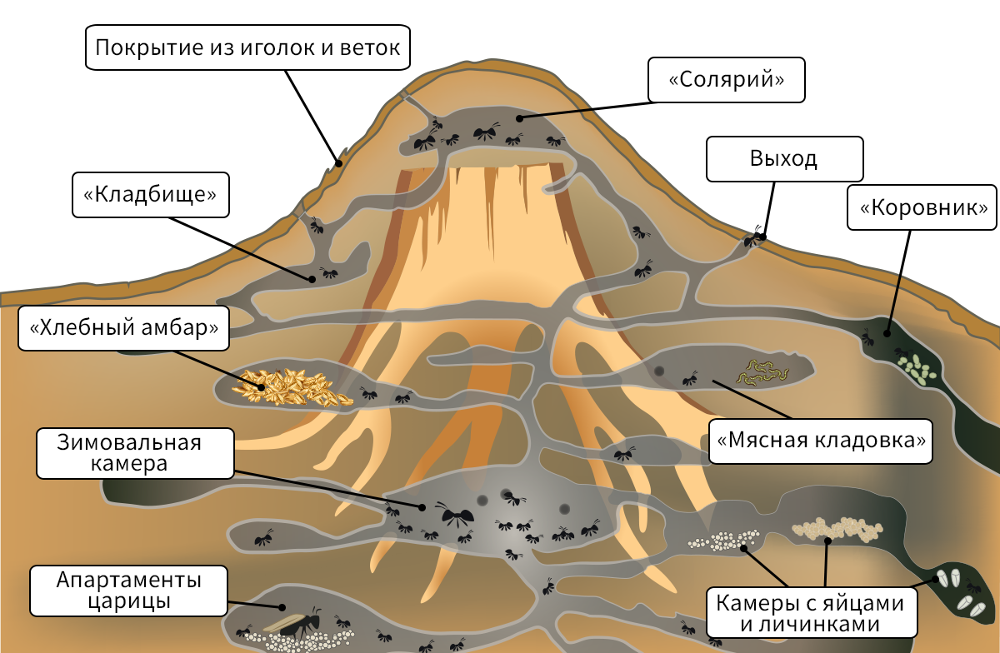 Покрытие из иголок и веток
«Солярий»
Выход
«Кладбище»
«Коровник»
«Хлебный амбар»
«Мясная кладовка»
Зимовальная
камера
Апартаменты
царицы
Камеры с яйцами
и личинками